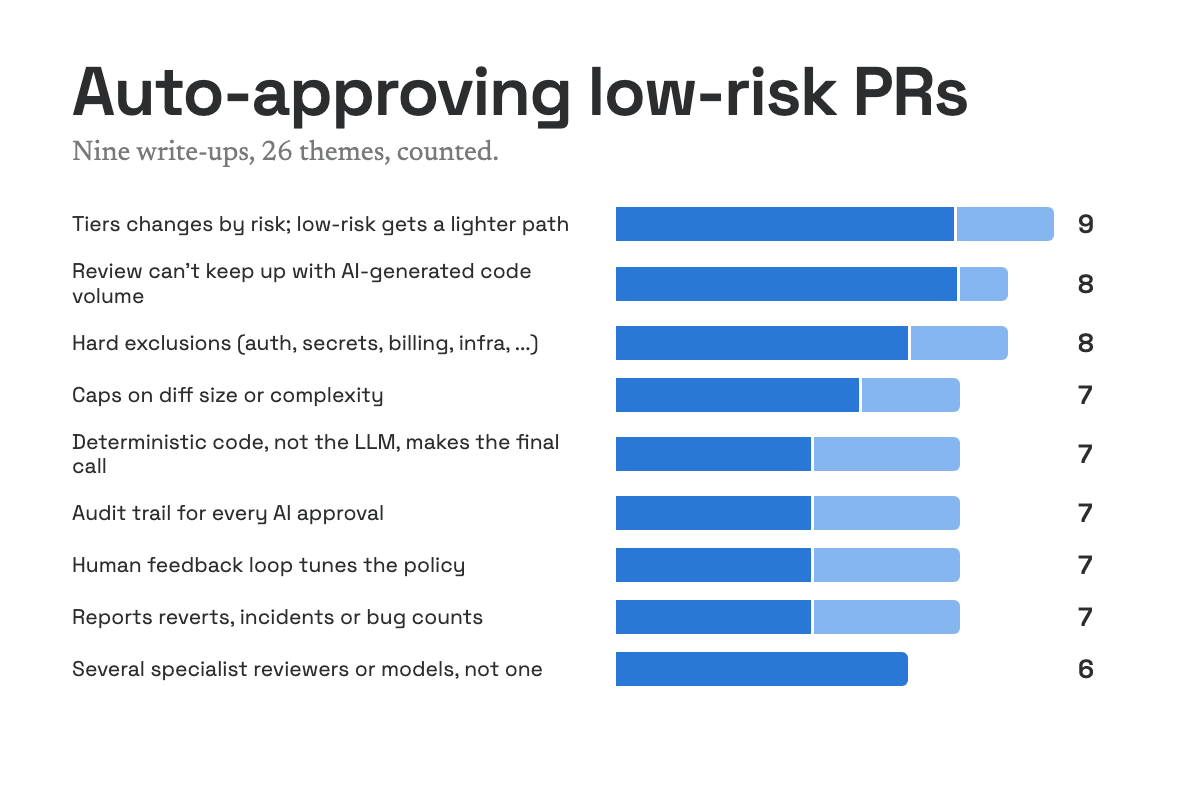 Auto-approving low-risk PRs
Nine write-ups, 26 themes, counted.
Tiers changes by risk; low-risk gets a lighter path
9
Review can’t keep up with AI-generated code
volume
8
Hard exclusions (auth, secrets, billing, infra, ...)
8
Caps on diff size or complexity
7
Deterministic code, not the LLM, makes the final
call
7
Audit trail for every AI approval
7
Human feedback loop tunes the policy
7
Reports reverts, incidents or bug counts
7
Several specialist reviewers or models, not one
6